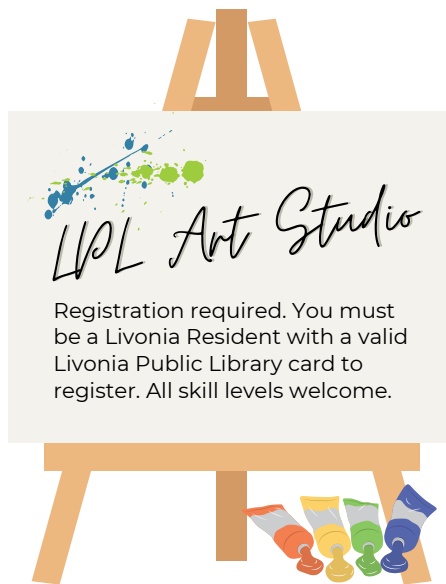 LPL Art Studio
Registration required. You must
be a Livonia Resident with a valid
Livonia Public Library card to
register. All skill levels welcome.